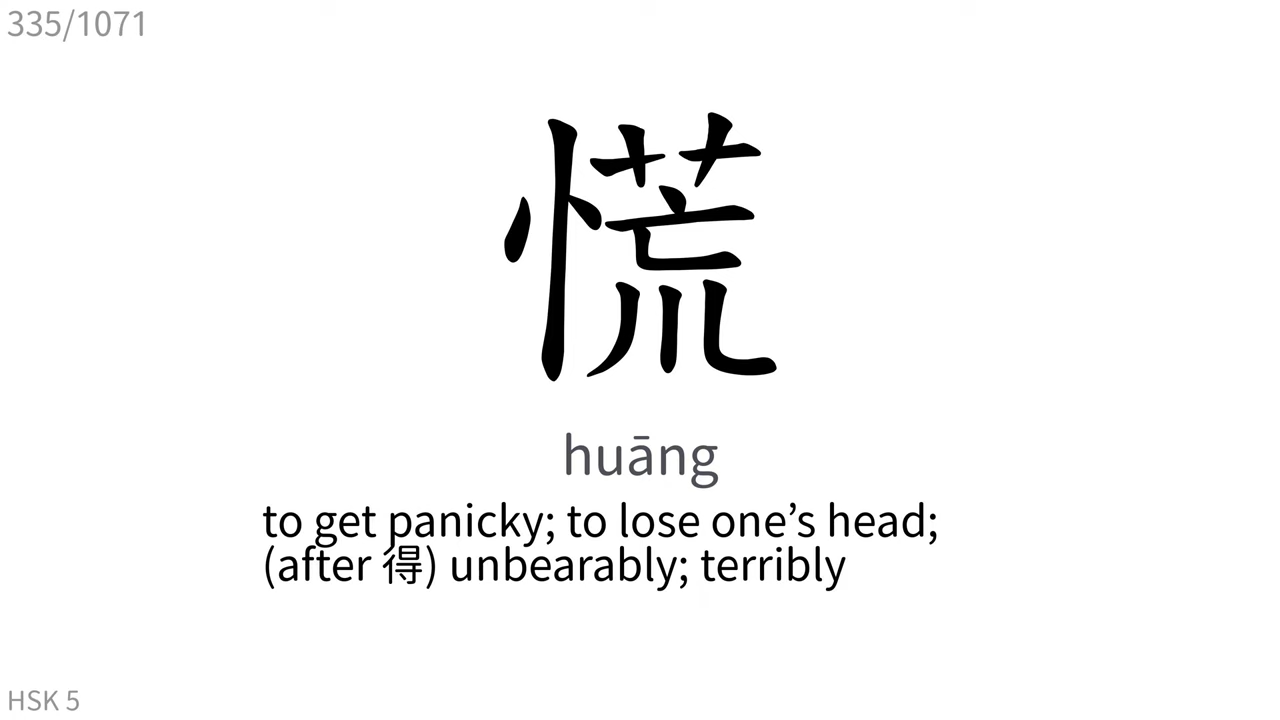 335/1071
慌
huāng
to get panicky; to lose one’s head;
(after 得) unbearably; terribly
HSK 5